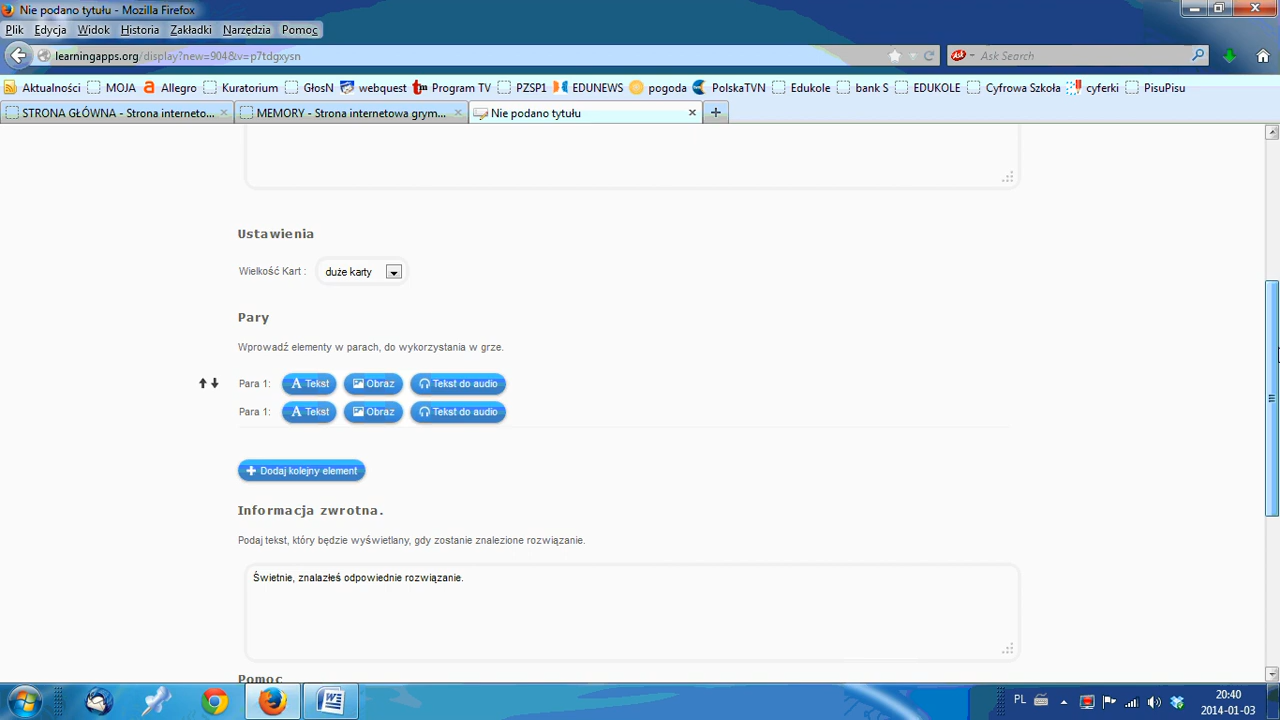 Nie podano tytułu - Mozilla Firefox
Plik Edycja Widok Historia Zakładki Narzędzia Pomoc
learningapps.org/display?new=904&tv=p7tdgxysn
Ask Ask Search
Aktualności MOJA Allegro Kuratorium GłosN webquest Program TV PZSP1 EDUNEWS pogoda PolskaTVN Edukole bank S EDUKOLE Cyfrowa Szkoła cyferki PisuPisu
STRONA GŁÓWNA - Strona interneto... MEMORY - Strona internetowa grym... Nie podano tytułu
Ustawienia
Wielkość Kart : duże karty
Pary
Wprowadź elementy w parach, do wykorzystania w grze.
Para 1: A Tekst Obraz Tekst do audio
Para 1: A Tekst Obraz Tekst do audio
Dodaj kolejny element
Informacja zwrotna.
Podaj tekst, który będzie wyświetlany, gdy zostanie znalezione rozwiązanie.
Świetnie, znalazłeś odpowiednie rozwiązanie.
Pomoc
PL 20:40
2014-01-03